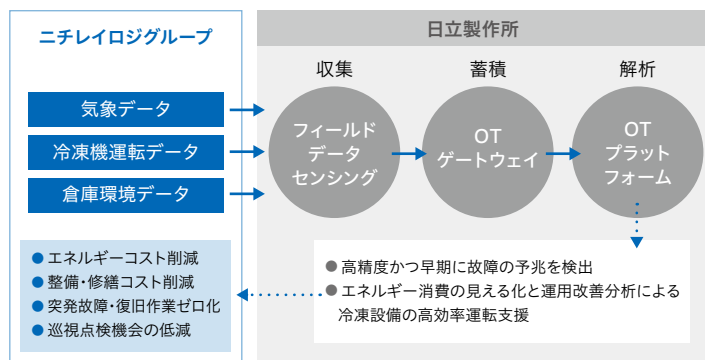 ニチレイロジグループ
日立製作所
収集
蓄積
解析
気象データ
冷凍機運転データ
倉庫環境データ
フィールド
データ
センシング
OT
ゲートウェイ
OT
プラット
フォーム
● エネルギーコスト削減
● 整備・修繕コスト削減
● 突発故障・復旧作業ゼロ化
● 巡視点検機会の低減
● 高精度かつ早期に故障の予兆を検出
● エネルギー消費の見える化と運用改善分析による
冷凍設備の高効率運転支援